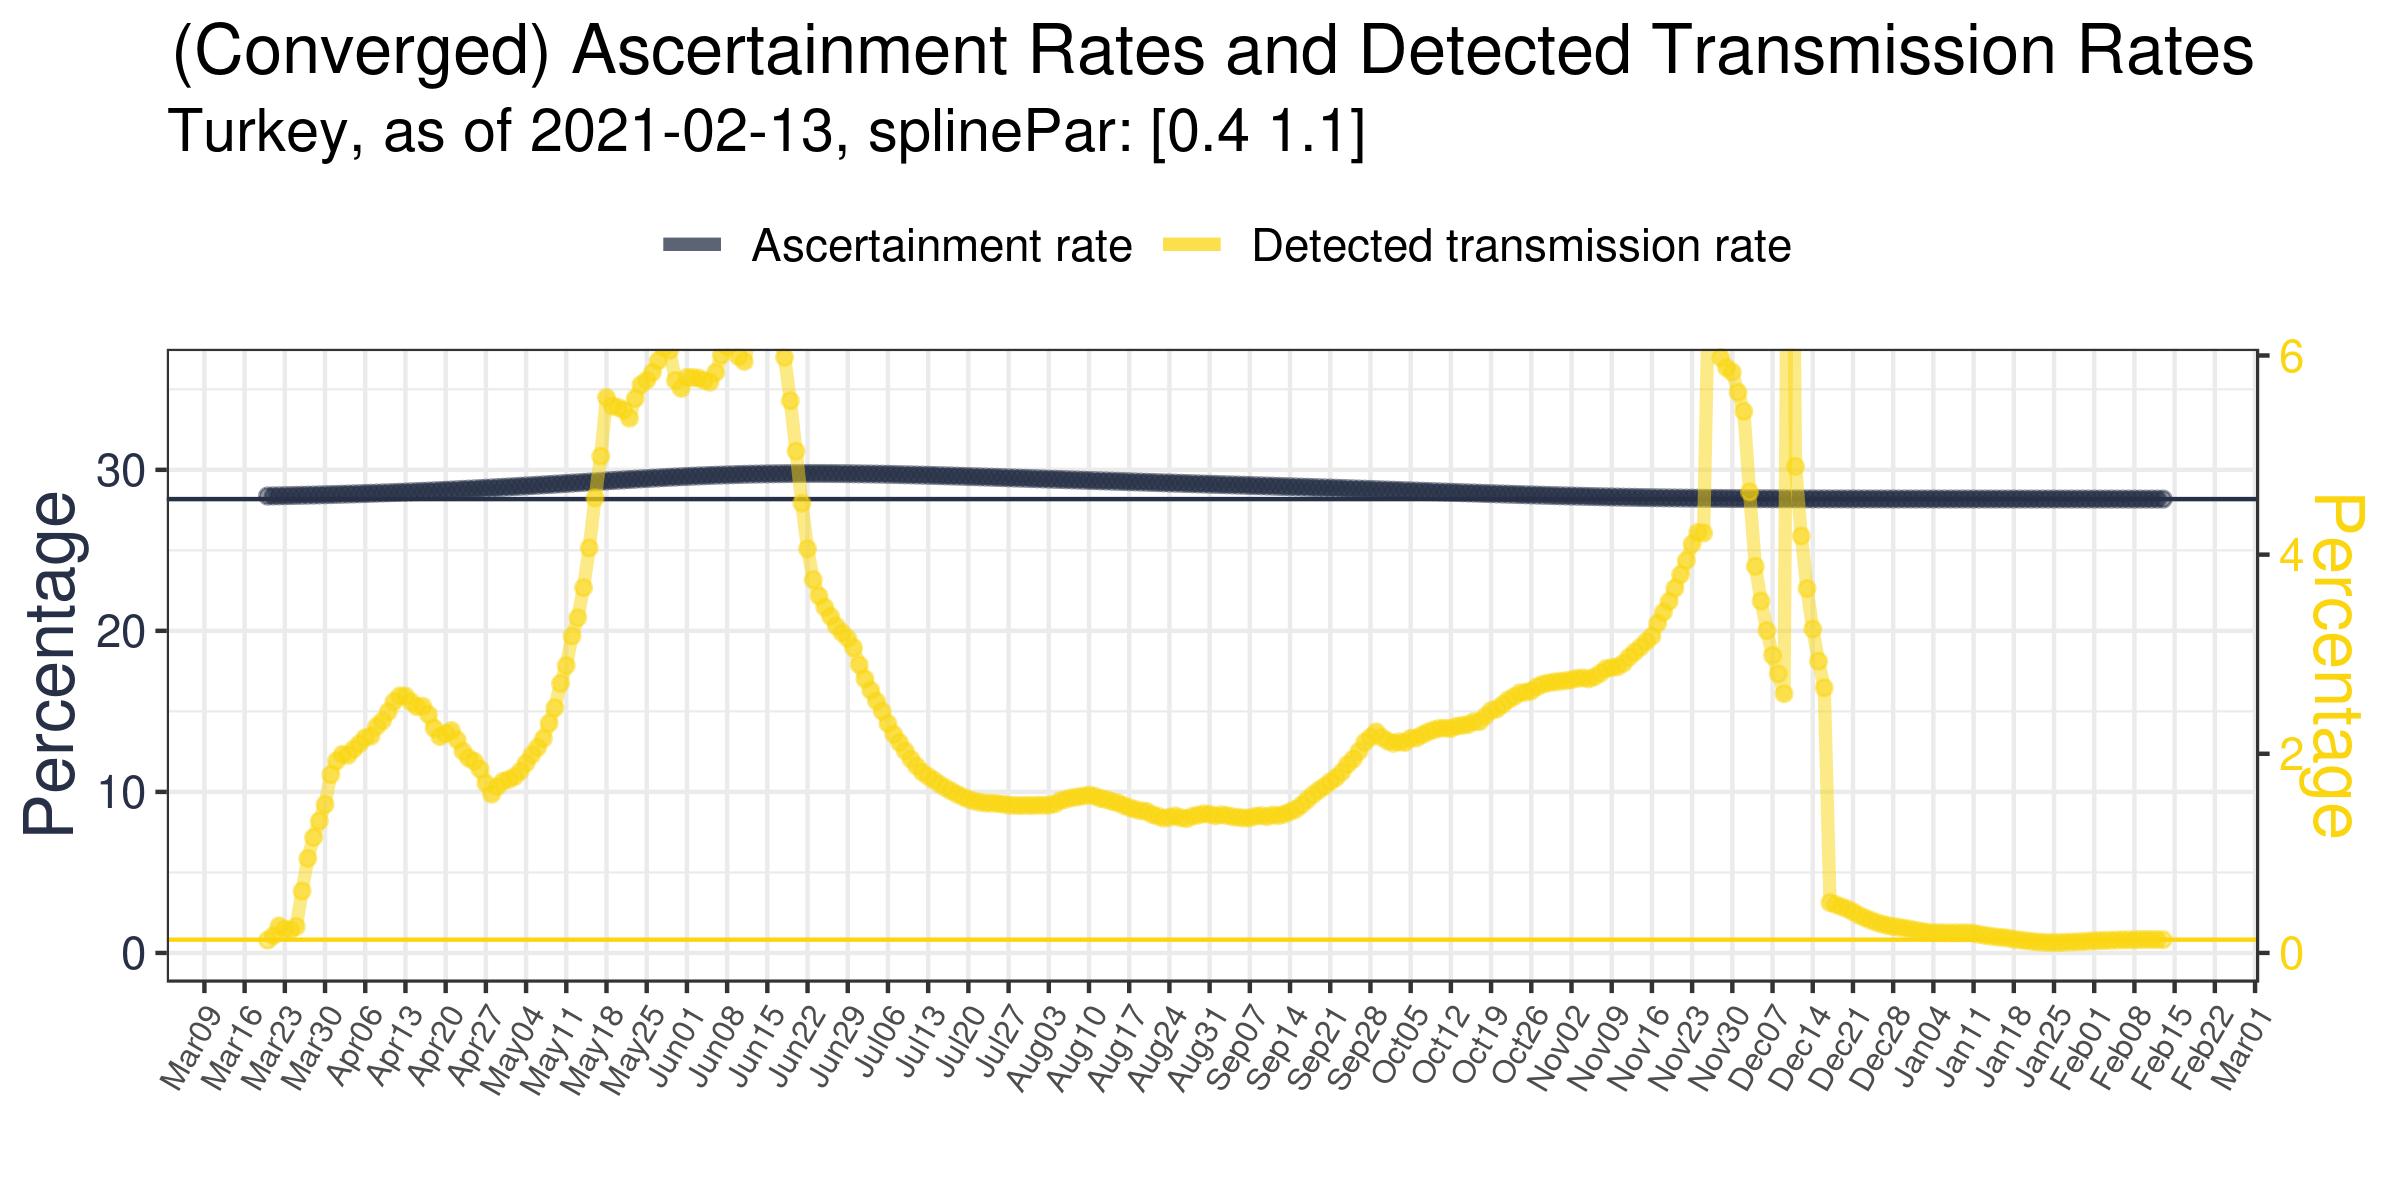 (Converged) Ascertainment Rates and Detected Transmission Rates
Turkey, as of 2021-02-13, splinePar: [0.4 1.1]
Ascertainment rate Detected transmission rate
Percentage
30
20
10
0
6
4
2
0
Percentage
Mar09 Mar16 Mar23 Mar30 Apr06 Apr13 Apr20 Apr27 May04 May11 May18 May25 Jun01 Jun08 Jun15 Jun22 Jun29 Jul06 Jul13 Jul20 Jul27 Aug03 Aug10 Aug17 Aug24 Aug31 Sep07 Sep14 Sep21 Sep28 Oct05 Oct12 Oct19 Oct26 Nov02 Nov09 Nov16 Nov23 Nov30 Dec07 Dec14 Dec21 Dec28 Jan04 Jan11 Jan18 Jan25 Feb01 Feb08 Feb15 Feb22 Mar01